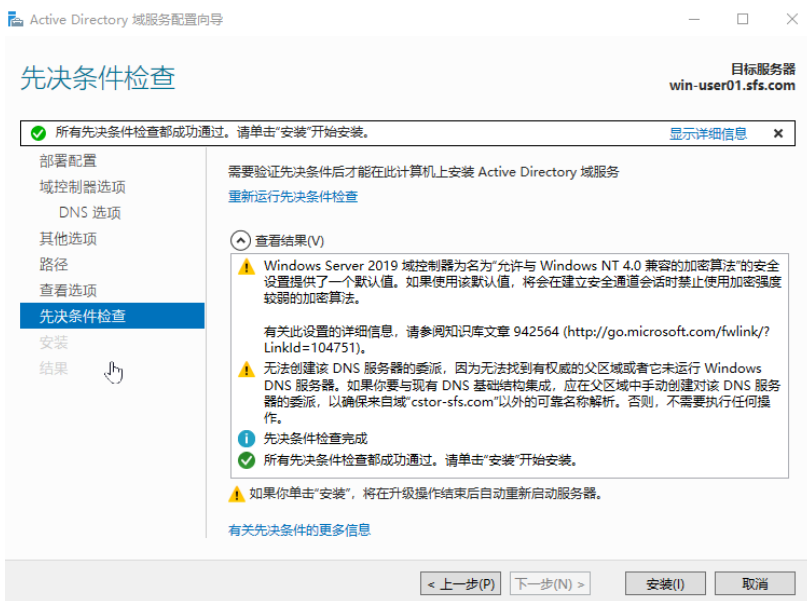 Active Directory 域服务配置向导
先决条件检查
目标服务器
win-user01.sfs.com
所有先决条件检查都成功通过。请单击"安装"开始安装。
显示详细信息
部署配置
域控制器选项
DNS 选项
其他选项
路径
查看选项
先决条件检查
安装
结果
需要验证先决条件后才能在此计算机上安装 Active Directory 域服务
重新运行先决条件检查
查看结果(V)
Windows Server 2019 域控制器为名为"允许与 Windows NT 4.0 兼容的加密算法"的安全
设置提供了一个默认值。如果使用该默认值，将会在建立安全通道会话时禁止使用加密强度
较弱的加密算法。
有关此设置的详细信息，请参阅知识库文章 942564 (http://go.microsoft.com/fwlink/?
LinkId=104751)。
无法创建该 DNS 服务器的委派，因为无法找到有权威的父区域或者它未运行 Windows
DNS 服务器。如果你要与现有 DNS 基础结构集成，应在父区域中手动创建对该 DNS 服务
器的委派，以确保来自域"cstor-sfs.com"以外的可靠名称解析。否则，不需要执行任何操
作。
先决条件检查完成
所有先决条件检查都成功通过。请单击"安装"开始安装。
如果你单击"安装"，将在升级操作结束后自动重新启动服务器。
有关先决条件的更多信息
< 上一步(P)
下一步(N) >
安装(I)
取消